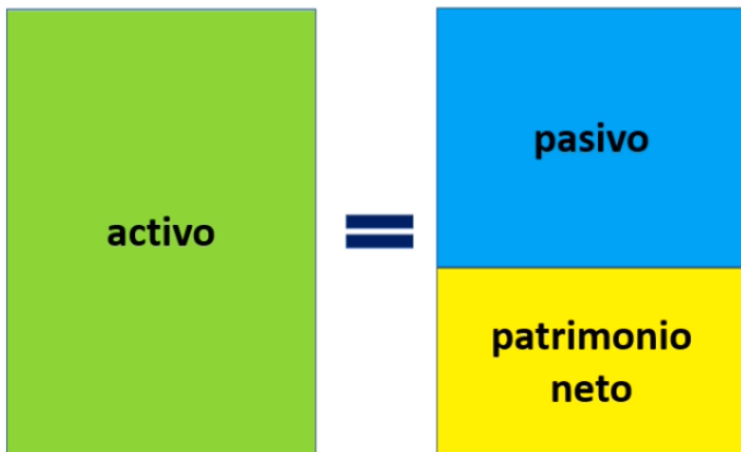 activo
=
pasivo
patrimonio
neto